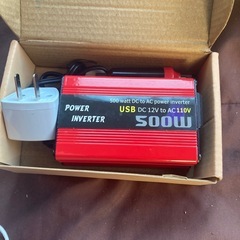 500 watt DC to AC power inverter
USB DC 12V to AC 110V
POWER
INVERTER
500W